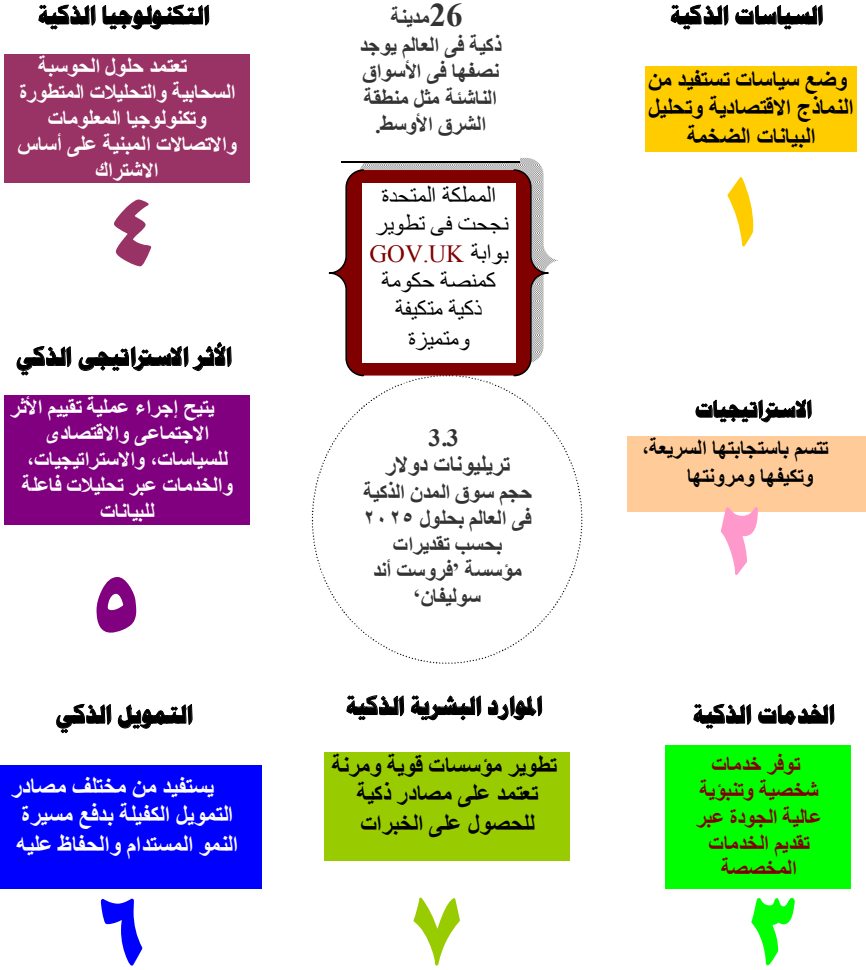 السياسات الذكية
وضع سياسات تستفيد من
النماذج الاقتصادية وتحليل
البيانات الضخمة
١
الاستراتيجيات
تتسم باستجابتها السريعة،
وتكيفها ومرونتها
٢
الخدمات الذكية
توفر خدمات
شخصية وتنبؤية
عالية الجودة عبر
تقديم الخدمات
المخصصة
٣
26مدينة
ذكية فى العالم يوجد
نصفها فى الأسواق
الناشئة مثل منطقة
الشرق الأوسط.
المملكة المتحدة
نجحت فى تطوير
بوابة GOV.UK
كمنصة حكومة
ذكية متكيفة
ومتميزة
3.3
تريليونات دولار
حجم سوق المدن الذكية
فى العالم بحلول ٢٠٢٥
بحسب تقديرات
مؤسسة ’فروست أند
سوليفان‘
التكنولوجيا الذكية
تعتمد حلول الحوسبة
السحابية والتحليلات المتطورة
وتكنولوجيا المعلومات
والاتصالات المبنية على أساس
الاشتراك
٤
الأثر الاستراتيجى الذكي
يتيح إجراء عملية تقييم الأثر
الاجتماعى والاقتصادى
للسياسات، والاستراتيجيات،
والخدمات عبر تحليلات فاعلة
للبيانات
٥
التمويل الذكي
يستفيد من مختلف مصادر
التمويل الكفيلة بدفع مسيرة
النمو المستدام والحفاظ عليه
٦
الموارد البشرية الذكية
تطوير مؤسسات قوية ومرنة
تعتمد على مصادر ذكية
للحصول على الخبرات
٧